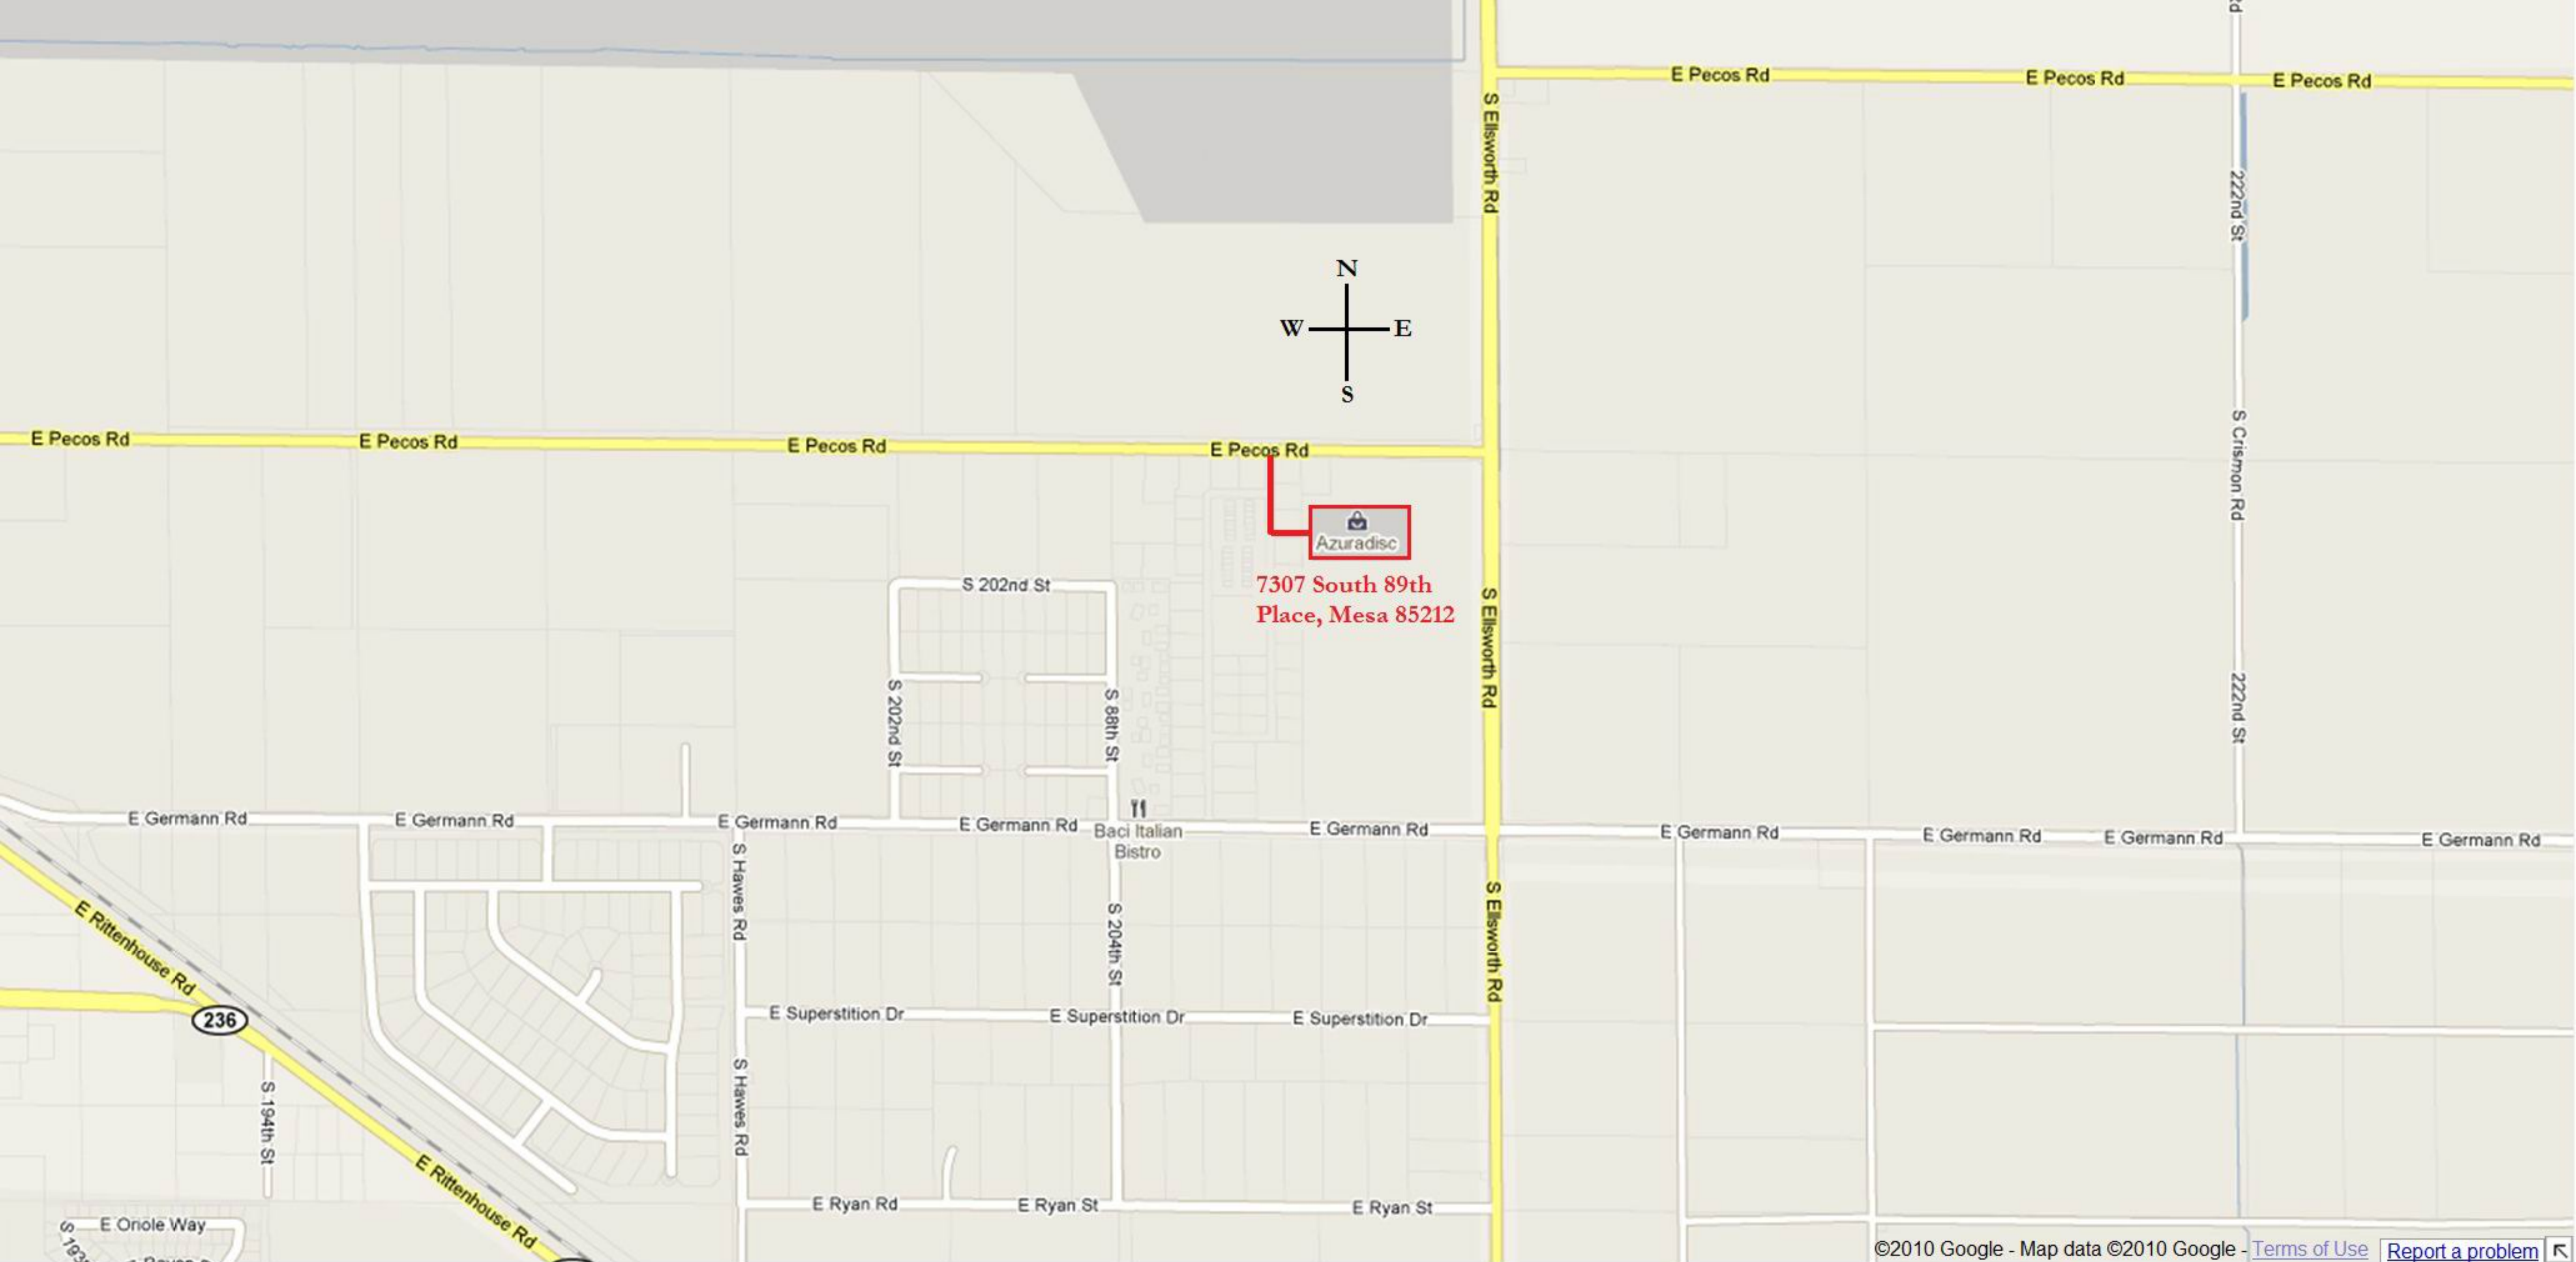 E Pecos Rd
E Pecos Rd
E Pecos Rd
S Ellsworth Rd
222nd St
N
W
E
S
E Pecos Rd
E Pecos Rd
E Pecos Rd
E Pecos Rd
S Crismon Rd
Azuradisc
7307 South 89th
Place, Mesa 85212
S 202nd St
S Ellsworth Rd
S 202nd St
S 88th St
222nd St
E Germann Rd
E Germann Rd
E Germann Rd
E Germann Rd
Baci Italian
Bistro
E Germann Rd
E Germann Rd
E Germann Rd
E Germann Rd
E Germann Rd
S Hawes Rd
S 204th St
S Ellsworth Rd
E Rittenhouse Rd
236
E Superstition Dr
E Superstition Dr
E Superstition Dr
S 194th St
S Hawes Rd
E Rittenhouse Rd
E Ryan Rd
E Ryan St
E Ryan St
E Oriole Way
©2010 Google - Map data ©2010 Google - Terms of Use
Report a problem